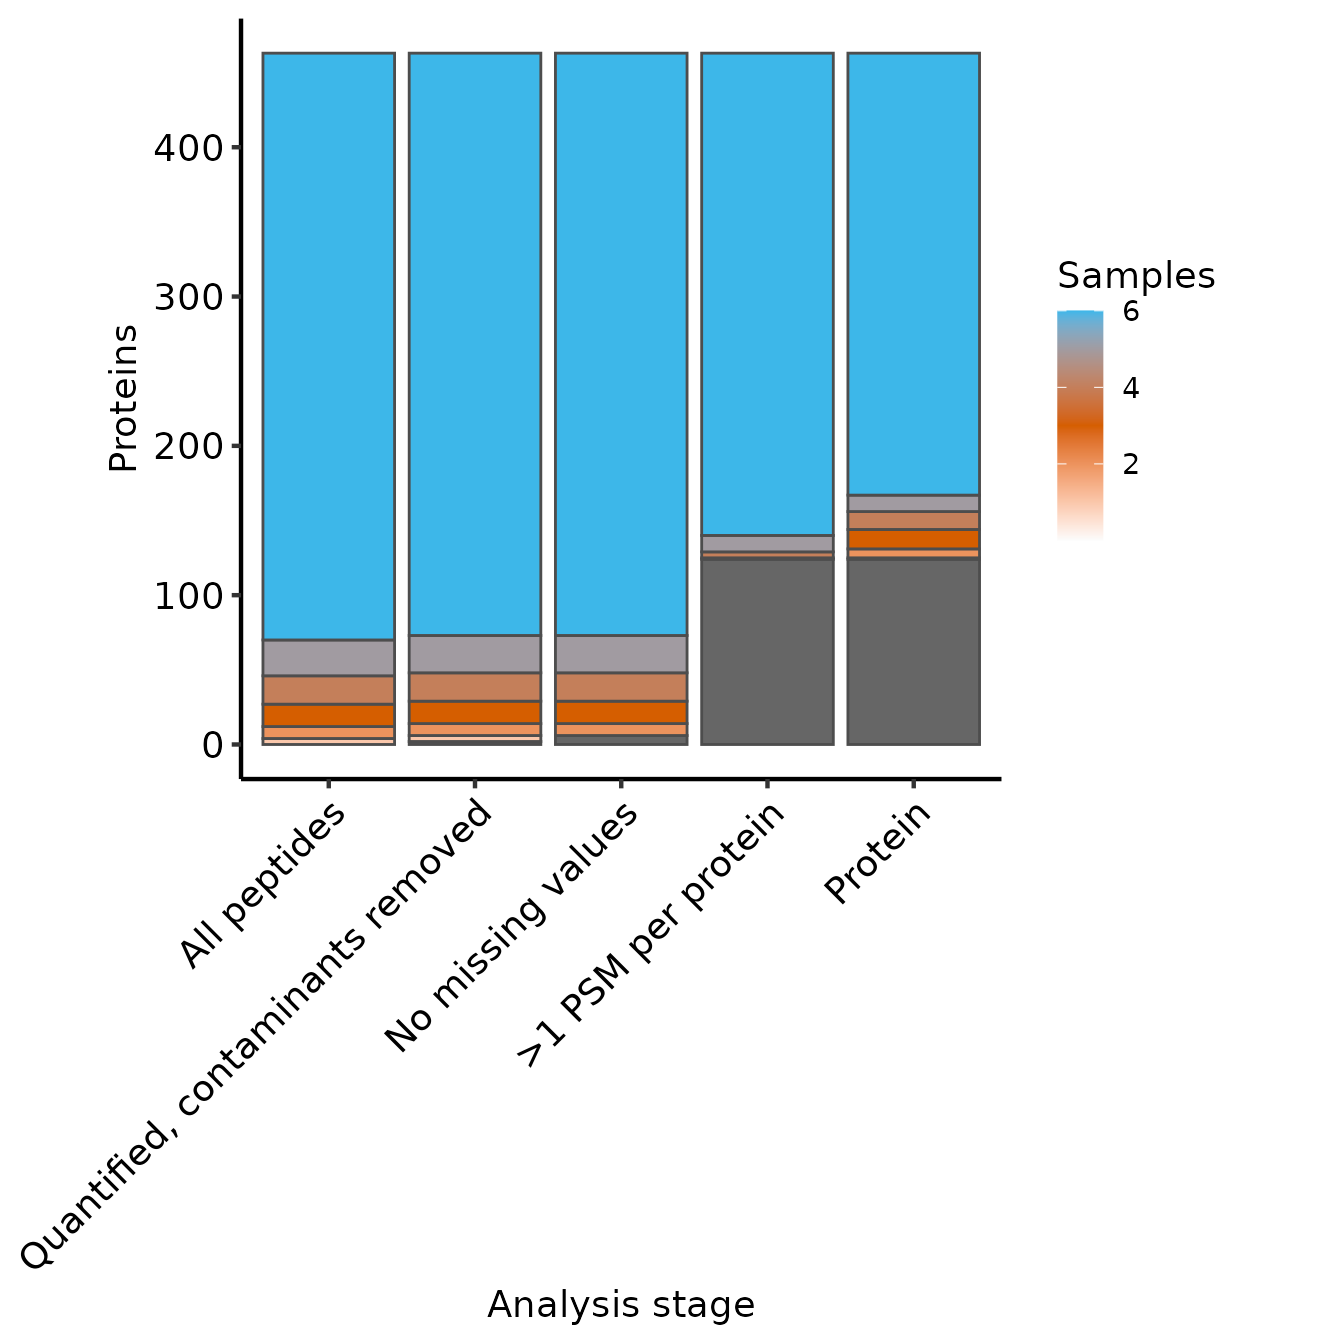 Proteins
400
300
200
100
0
All peptides
Quantified, contaminants removed
No missing values
>1 PSM per protein
Protein
Analysis stage
Samples
6
4
2